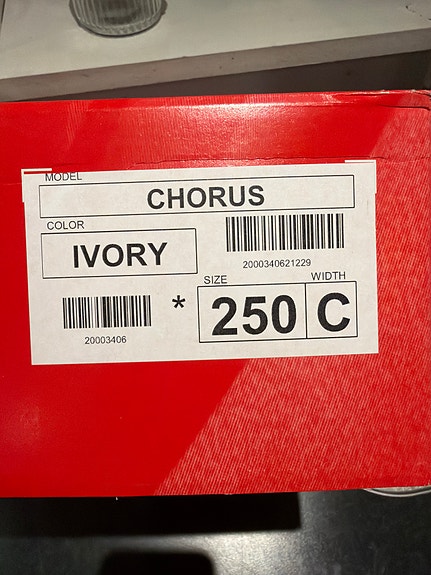 MODEL
CHORUS
COLOR
IVORY
2000340621229
SIZE
WIDTH
20003406
*
250
C